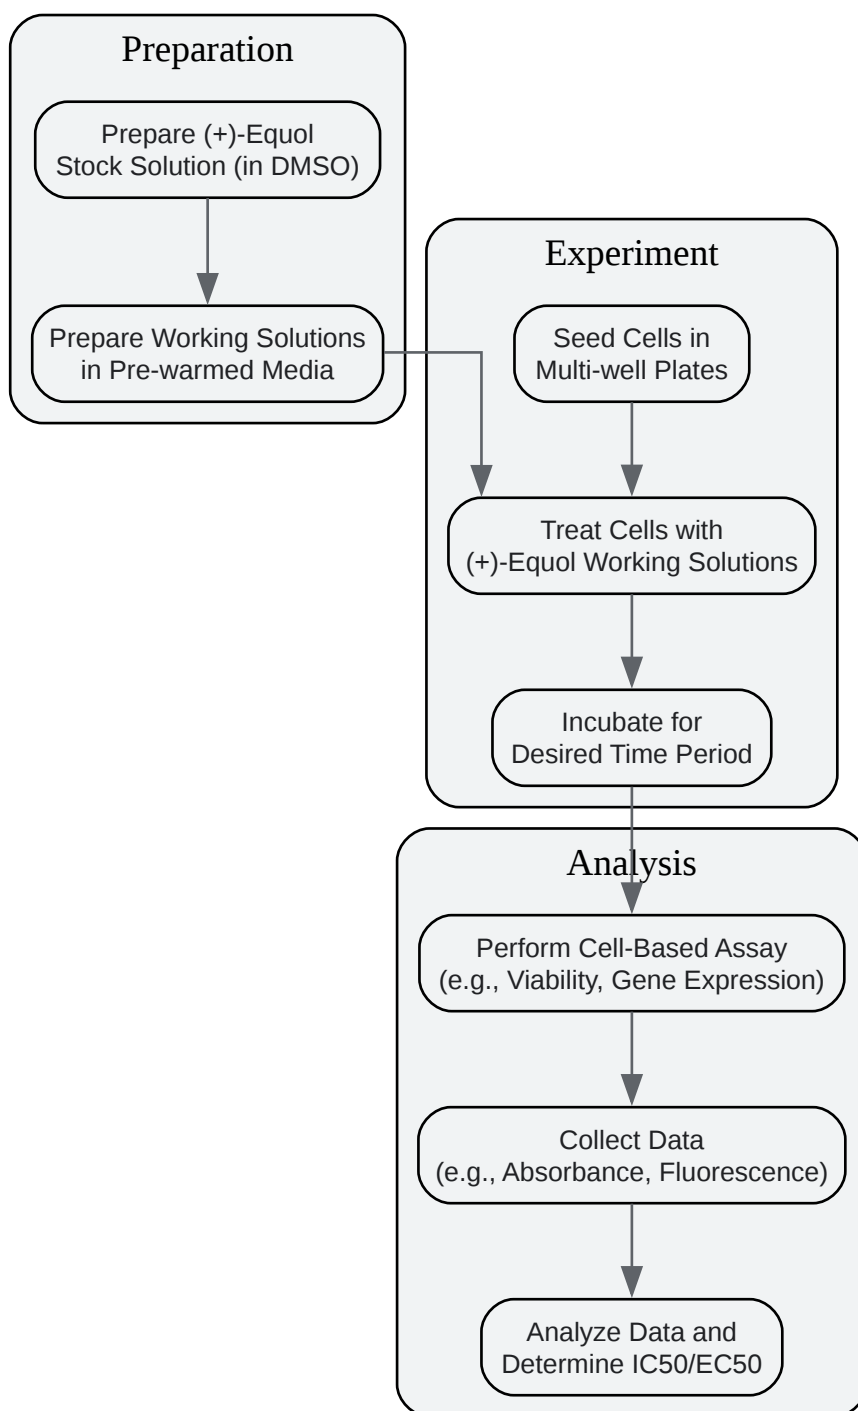 Preparation
Prepare (+)-Equol
Stock Solution (in DMSO)
Prepare Working Solutions
in Pre-warmed Media
Experiment
Seed Cells in
Multi-well Plates
Treat Cells with
(+)-Equol Working Solutions
Incubate for
Desired Time Period
Analysis
Perform Cell-Based Assay
(e.g., Viability, Gene Expression)
Collect Data
(e.g., Absorbance, Fluorescence)
Analyze Data and
Determine IC50/EC50